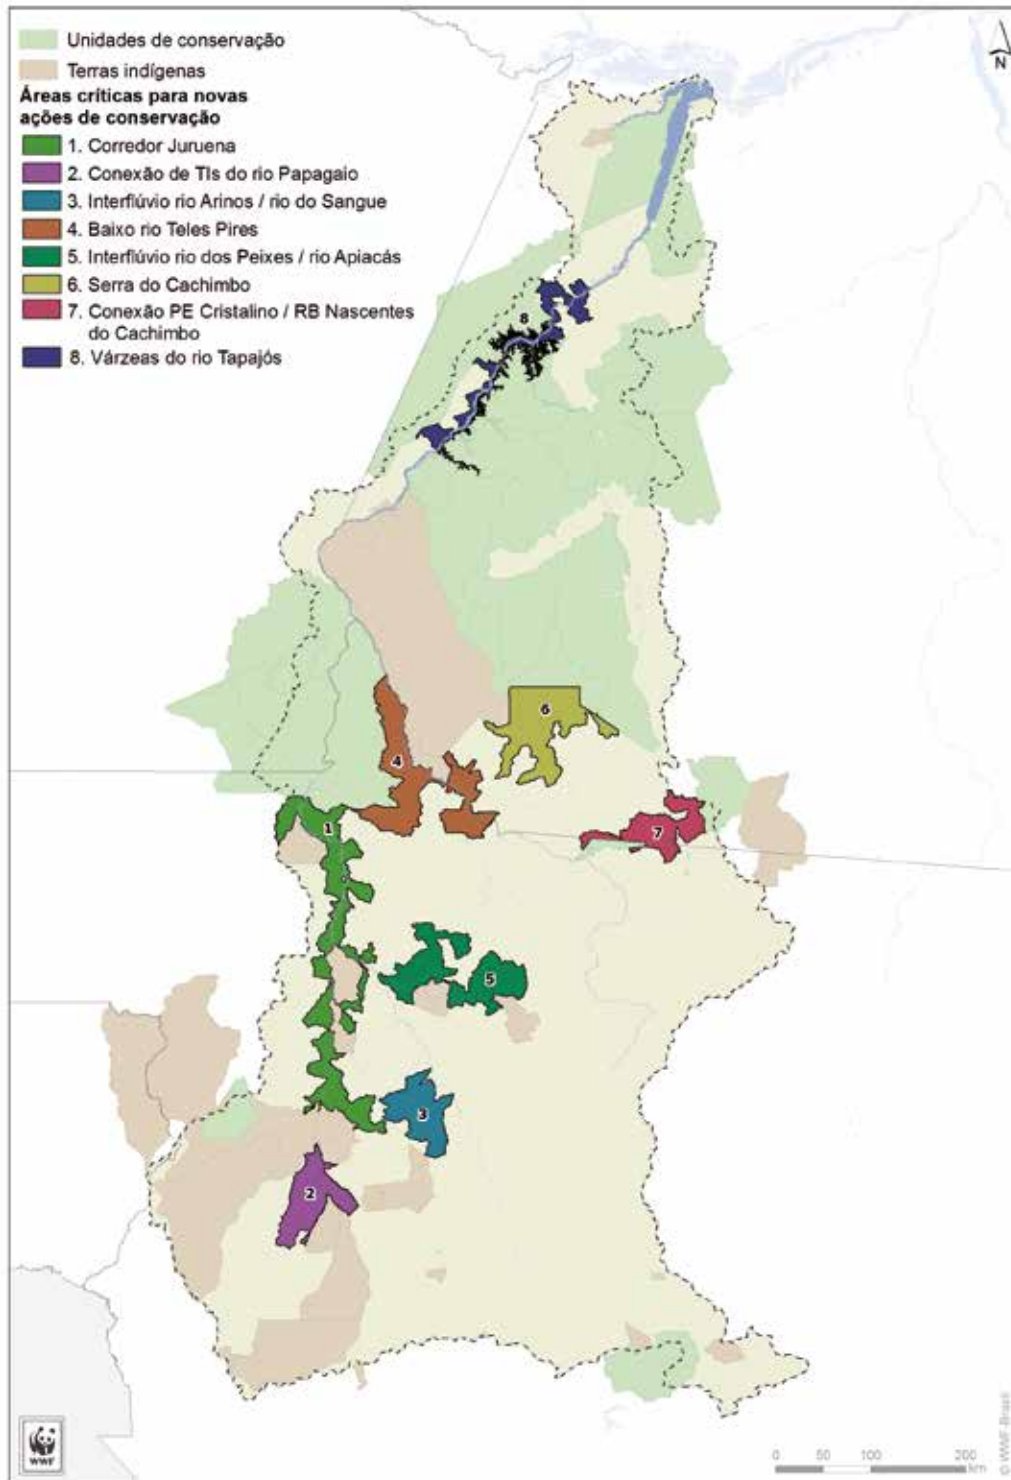 Unidades de conservação
Terras indígenas
Áreas críticas para novas
ações de conservação
1. Corredor Juruena
2. Conexão de TIs do rio Papagaio
3. Interflúvio rio Arinos / rio do Sangue
4. Baixo rio Teles Pires
5. Interflúvio rio dos Peixes / rio Apiacás
6. Serra do Cachimbo
7. Conexão PE Cristalino / RB Nascentes
do Cachimbo
8. Várzeas do rio Tapajós
N
8
6
4
1
7
5
3
2
WWF
0 50 100 200
km
© WWF-Brasil